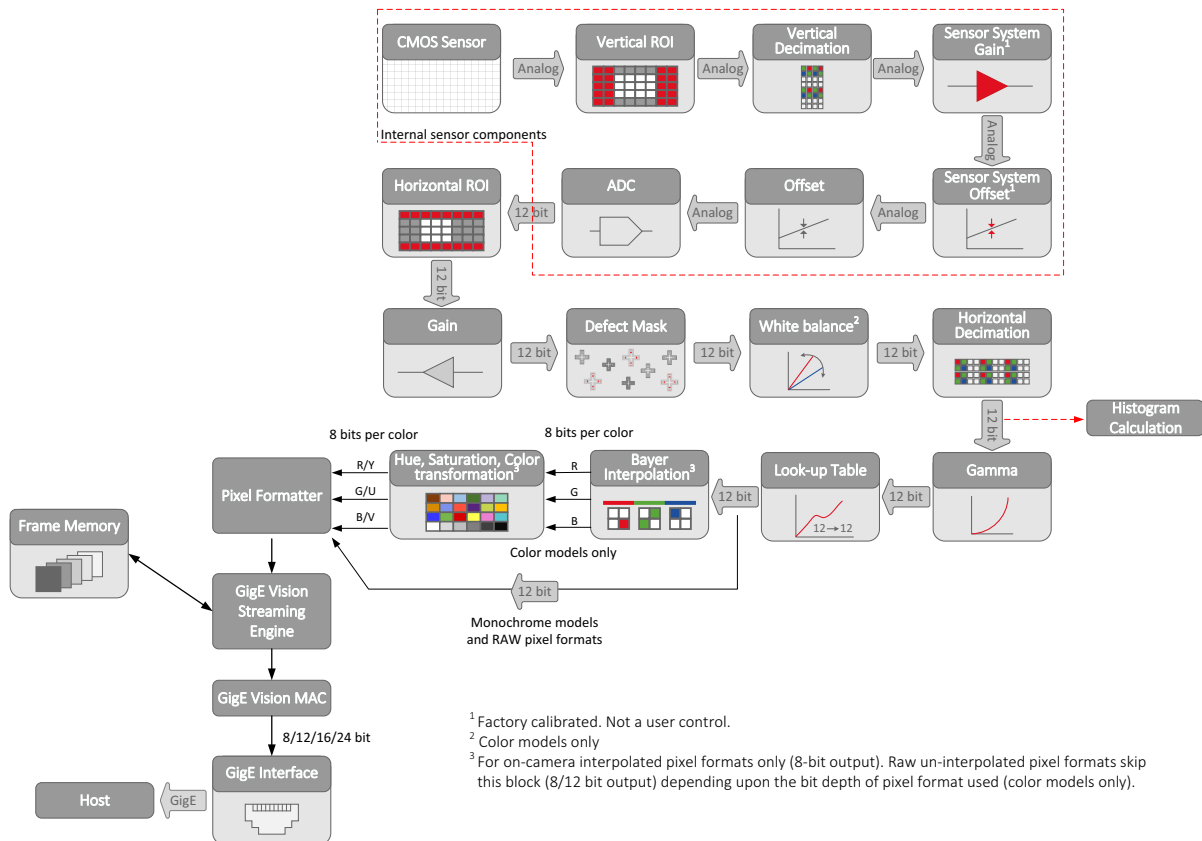 CMOS Sensor
Analog
Vertical ROI
Analog
Vertical
Decimation
Analog
Sensor System
Gain1
Analog
Internal sensor components
Sensor System
Offset1
Analog
Offset
Analog
ADC
12 bit
Horizontal ROI
12 bit
Gain
12 bit
Defect Mask
12 bit
White balance2
12 bit
Horizontal
Decimation
12 bit
Histogram
Calculation
Gamma
12 bit
Look-up Table
12→12
12 bit
Bayer
Interpolation3
8 bits per color
R
G
B
Hue, Saturation, Color
transformation3
Color models only
8 bits per color
R/Y
G/U
B/V
Pixel Formatter
12 bit
Monochrome models
and RAW pixel formats
Frame Memory
GigE Vision
Streaming
Engine
GigE Vision MAC
8/12/16/24 bit
GigE Interface
GigE
Host
1 Factory calibrated. Not a user control.
2 Color models only
3 For on-camera interpolated pixel formats only (8-bit output). Raw un-interpolated pixel formats skip
this block (8/12 bit output) depending upon the bit depth of pixel format used (color models only).